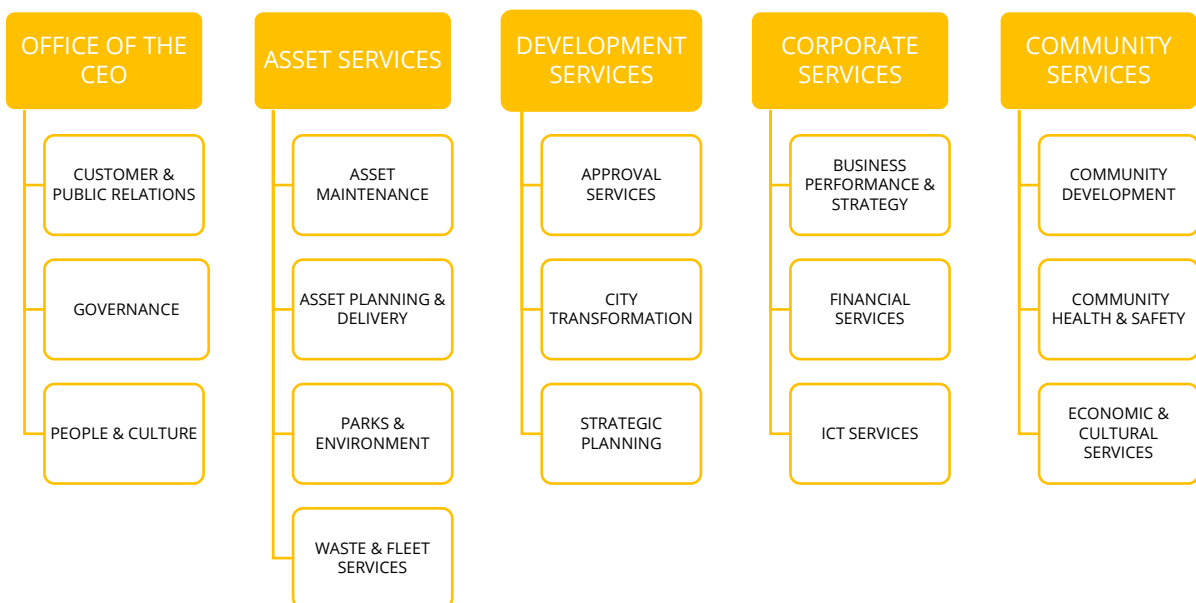 OFFICE OF THE
CEO
CUSTOMER &
PUBLIC RELATIONS
GOVERNANCE
PEOPLE & CULTURE
ASSET SERVICES
ASSET
MAINTENANCE
ASSET PLANNING &
DELIVERY
PARKS &
ENVIRONMENT
WASTE & FLEET
SERVICES
DEVELOPMENT
SERVICES
APPROVAL
SERVICES
CITY
TRANSFORMATION
STRATEGIC
PLANNING
CORPORATE
SERVICES
BUSINESS
PERFORMANCE &
STRATEGY
FINANCIAL
SERVICES
ICT SERVICES
COMMUNITY
SERVICES
COMMUNITY
DEVELOPMENT
COMMUNITY
HEALTH & SAFETY
ECONOMIC &
CULTURAL
SERVICES